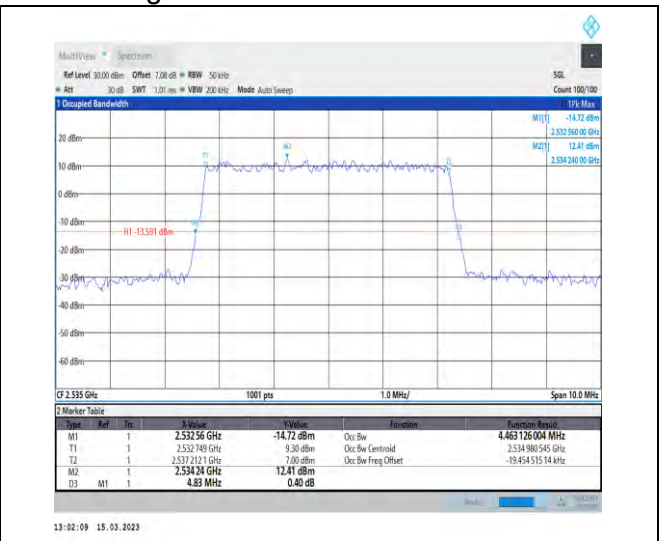 MultiView Spectrum
Ref Level 30.00 dBm Offset 7.08 dB RBW 50 kHz SGL
Att 30 dB SWT 1.01 ms VBW 200 kHz Mode Auto Sweep Count 100/100
1 Occupied Bandwidth 1Pk Max
M1[1] -14.72 dBm
2.532 560 00 GHz
M2[1] 12.41 dBm
2.534 240 00 GHz
20 dBm
M2
T1
10 dBm
0 dBm
-10 dBm
H1 -13.591 dBm
-20 dBm
-30 dBm
-40 dBm
-50 dBm
-60 dBm
CF 2.535 GHz 1001 pts 1.0 MHz/ Span 10.0 MHz
2 Marker Table
Type Ref Trc X-Value Y-Value Function Function Result
M1 1 2.532 56 GHz -14.72 dBm Occ Bw 4.463 126 004 MHz
T1 1 2.532 749 GHz 9.30 dBm Occ Bw Centroid 2.534 980 545 GHz
T2 1 2.537 212 1 GHz 7.00 dBm Occ Bw Freq Offset -19.454 515 14 kHz
M2 1 2.534 24 GHz 12.41 dBm
D3 M1 1 4.83 MHz 0.40 dB
13:02:09 15.03.2023